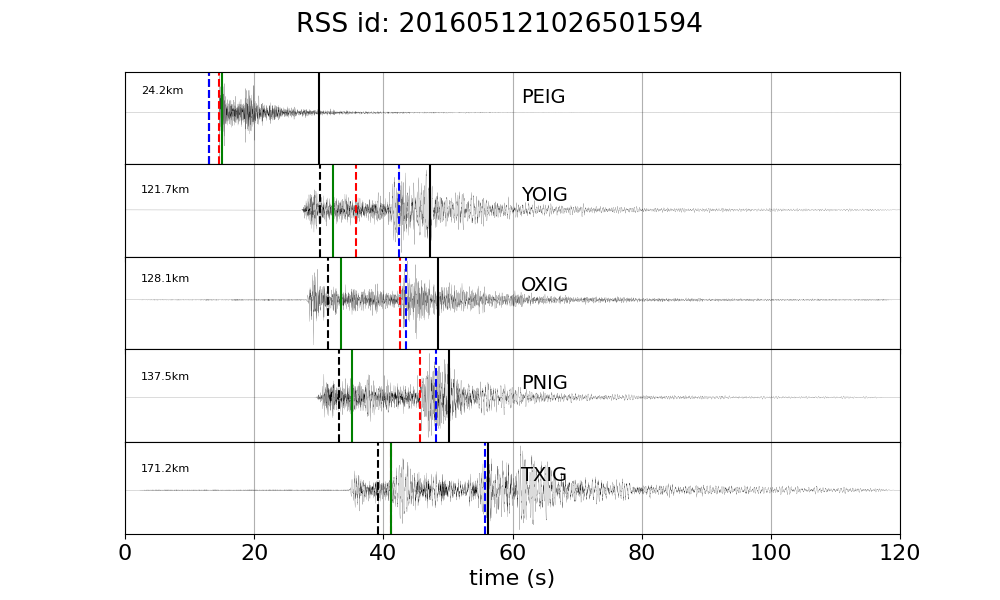 RSS id: 201605121026501594
24.2km
PEIG
121.7km
YOIG
128.1km
OXIG
137.5km
PNIG
171.2km
TXIG
0 20 40 60 80 100 120
time (s)